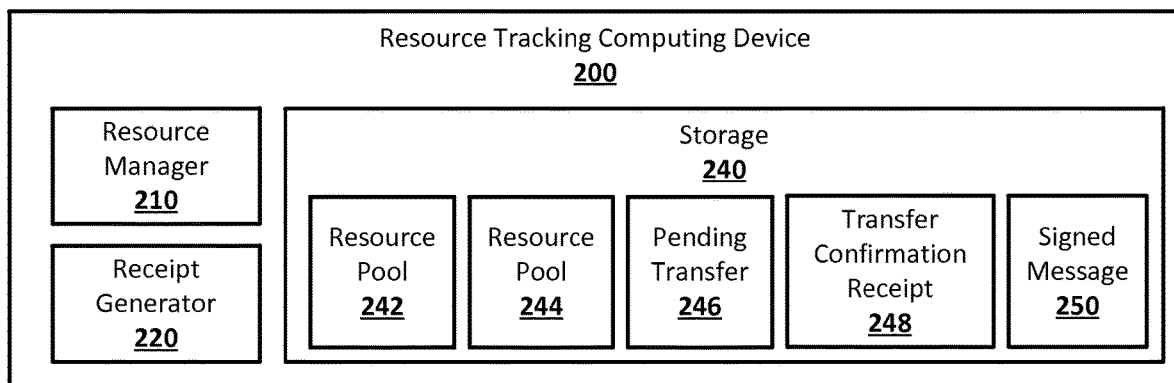 Resource Tracking Computing Device
200
Resource
Manager
210
Receipt
Generator
220
Storage
240
Resource
Pool
242
Resource
Pool
244
Pending
Transfer
246
Transfer
Confirmation
Receipt
248
Signed
Message
250